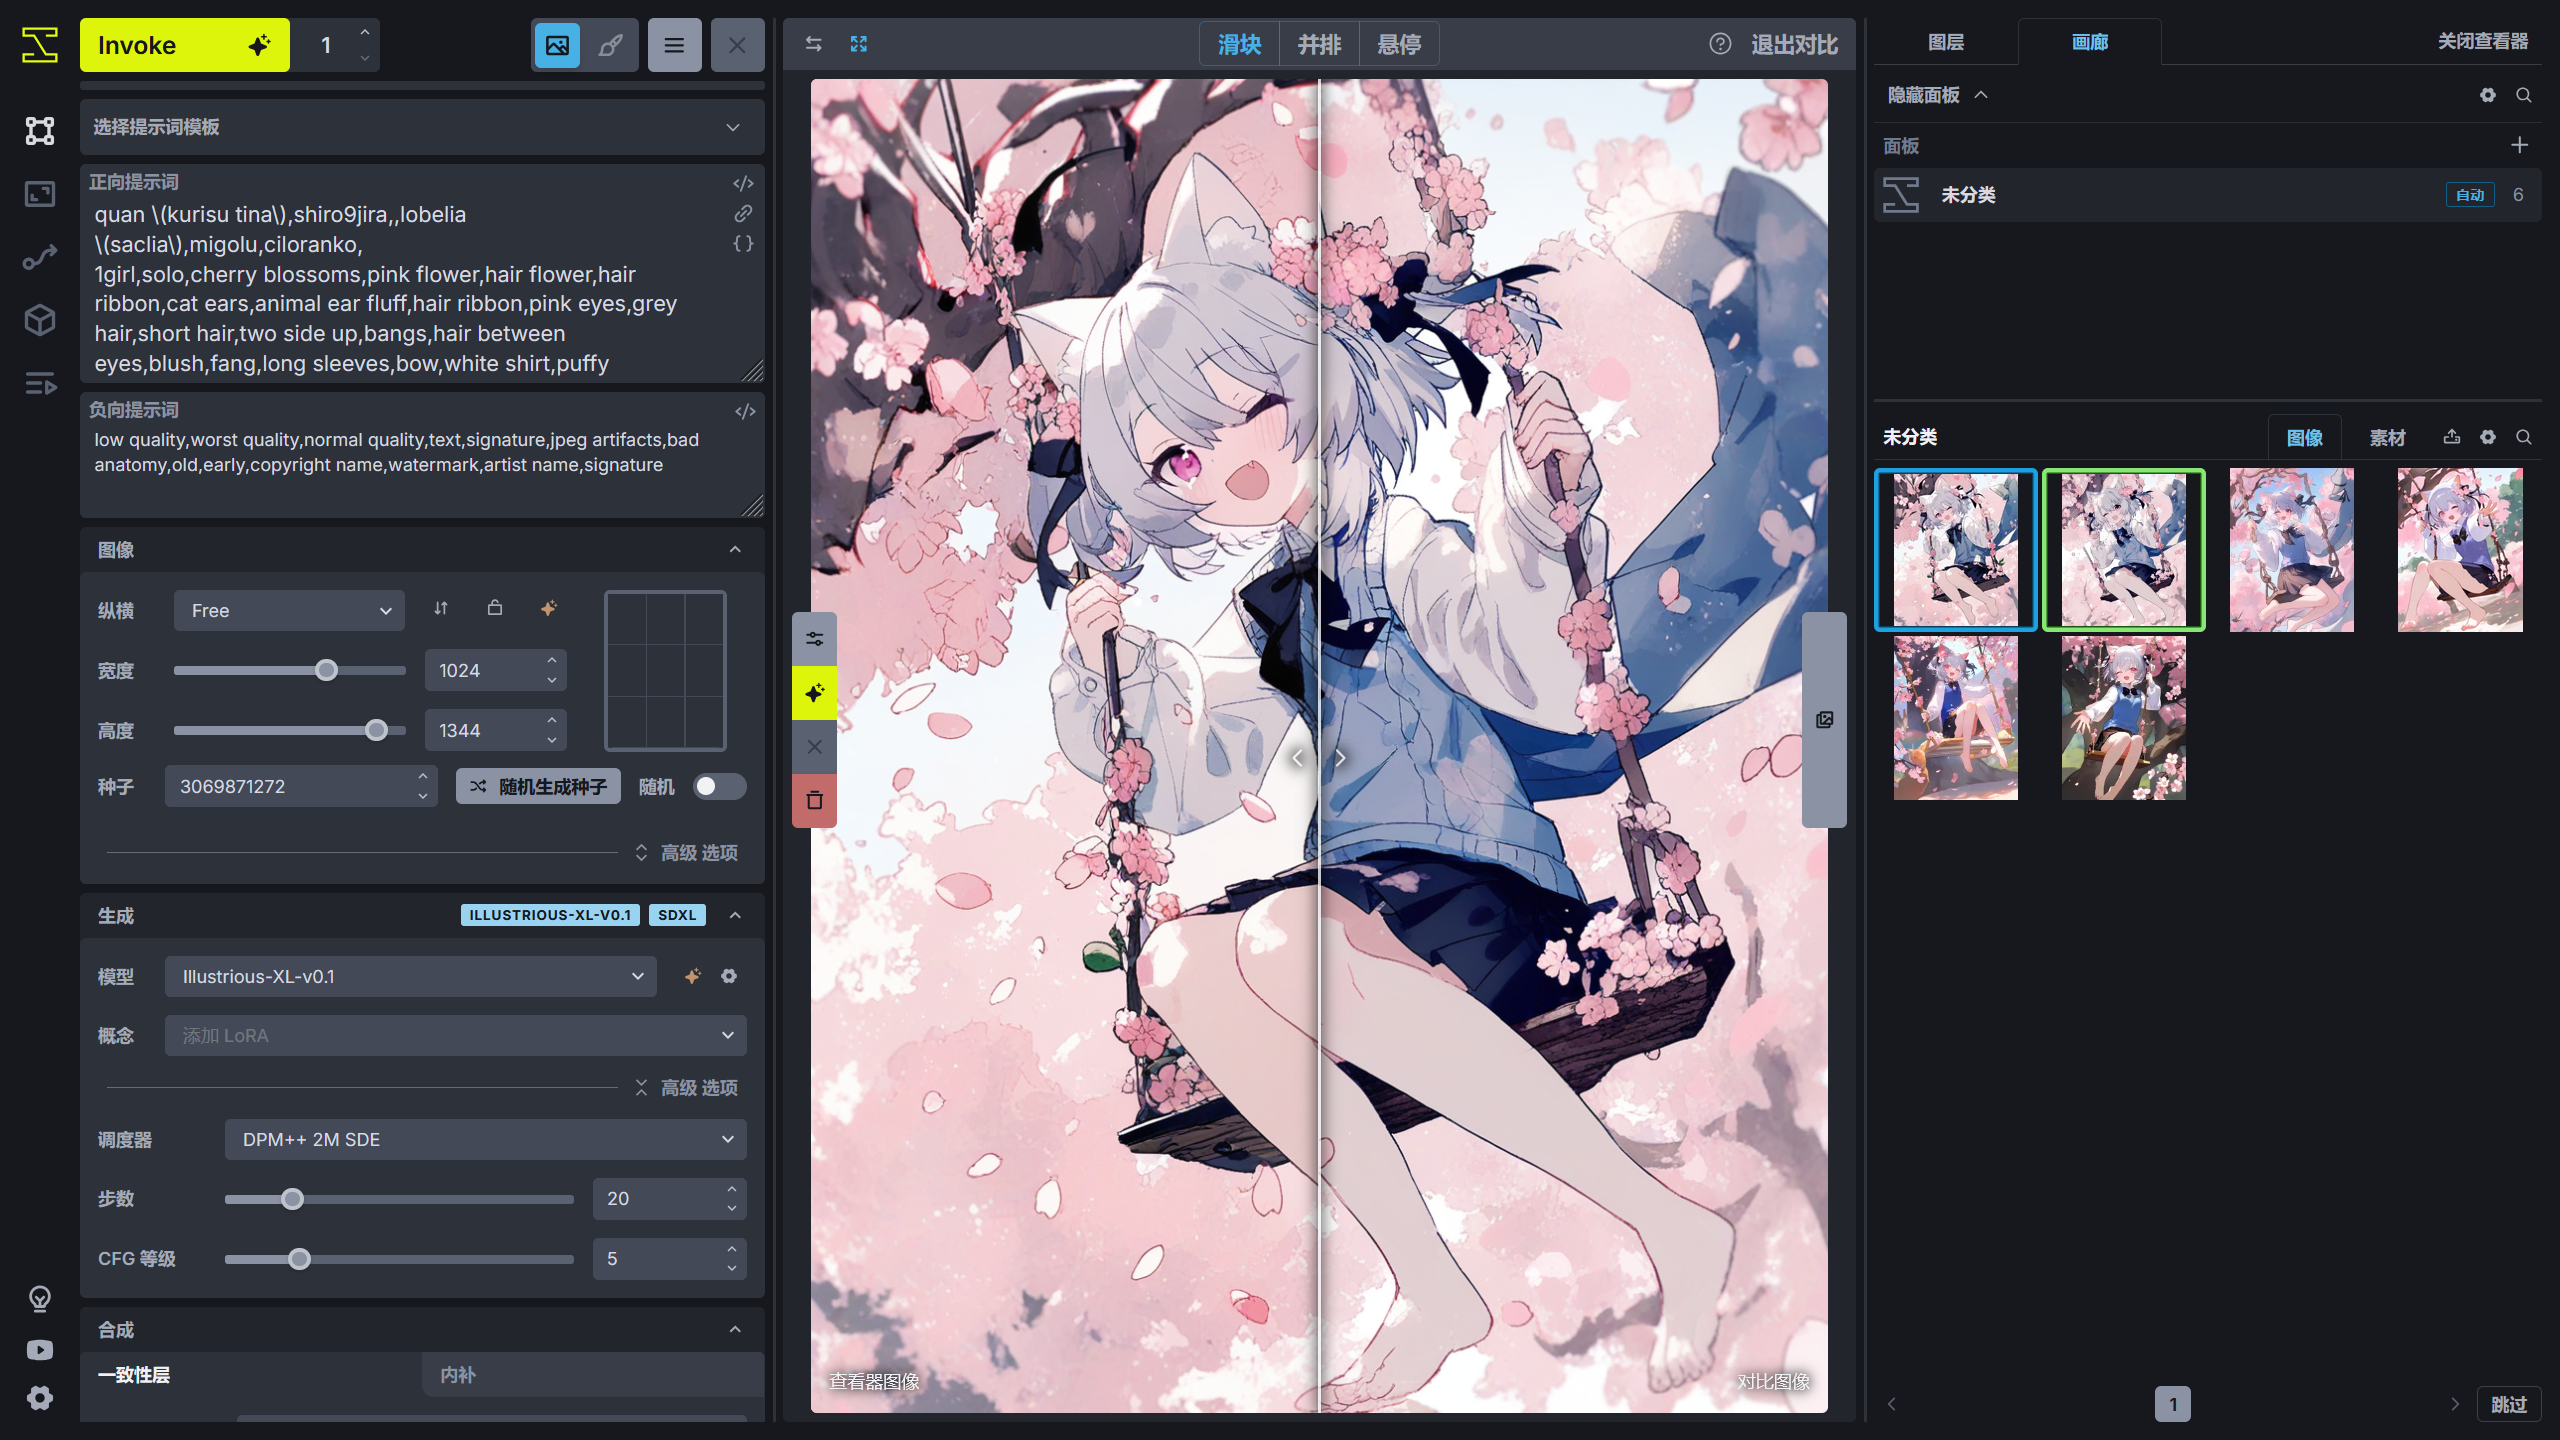 Invoke
1
选择提示词模板
正向提示词
quan \(kurisu tina\),shiro9jira,,lobelia
\(saclia\),migolu,ciloranko,
1girl,solo,cherry blossoms,pink flower,hair flower,hair
ribbon,cat ears,animal ear fluff,hair ribbon,pink eyes,grey
hair,short hair,two side up,bangs,hair between
eyes,blush,fang,long sleeves,bow,white shirt,puffy
负向提示词
low quality,worst quality,normal quality,text,signature,jpeg artifacts,bad
anatomy,old,early,copyright name,watermark,artist name,signature
图像
纵横
Free
宽度
1024
高度
1344
种子
3069871272
随机生成种子
随机
高级 选项
生成
ILLUSTRIOUS-XL-V0.1
SDXL
模型
Illustrious-XL-v0.1
概念
添加 LoRA
高级 选项
调度器
DPM++ 2M SDE
步数
20
CFG 等级
5
合成
一致性层
内补
滑块
并排
悬停
退出对比
查看器图像
对比图像
图层
画廊
关闭查看器
隐藏面板
面板
未分类
自动
6
未分类
图像
素材
1
跳过